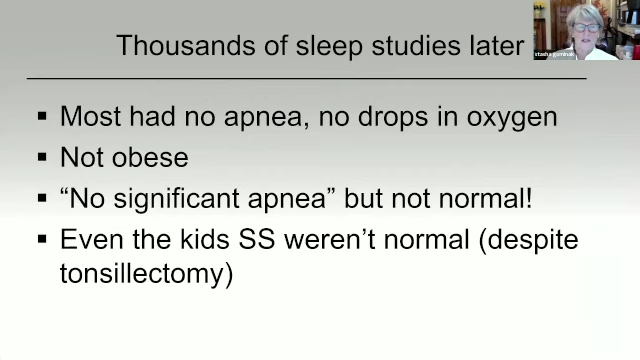 Thousands of sleep studies later
▪ Most had no apnea, no drops in oxygen
▪ Not obese
▪ “No significant apnea” but not normal!
▪ Even the kids SS weren’t normal (despite
tonsillectomy)